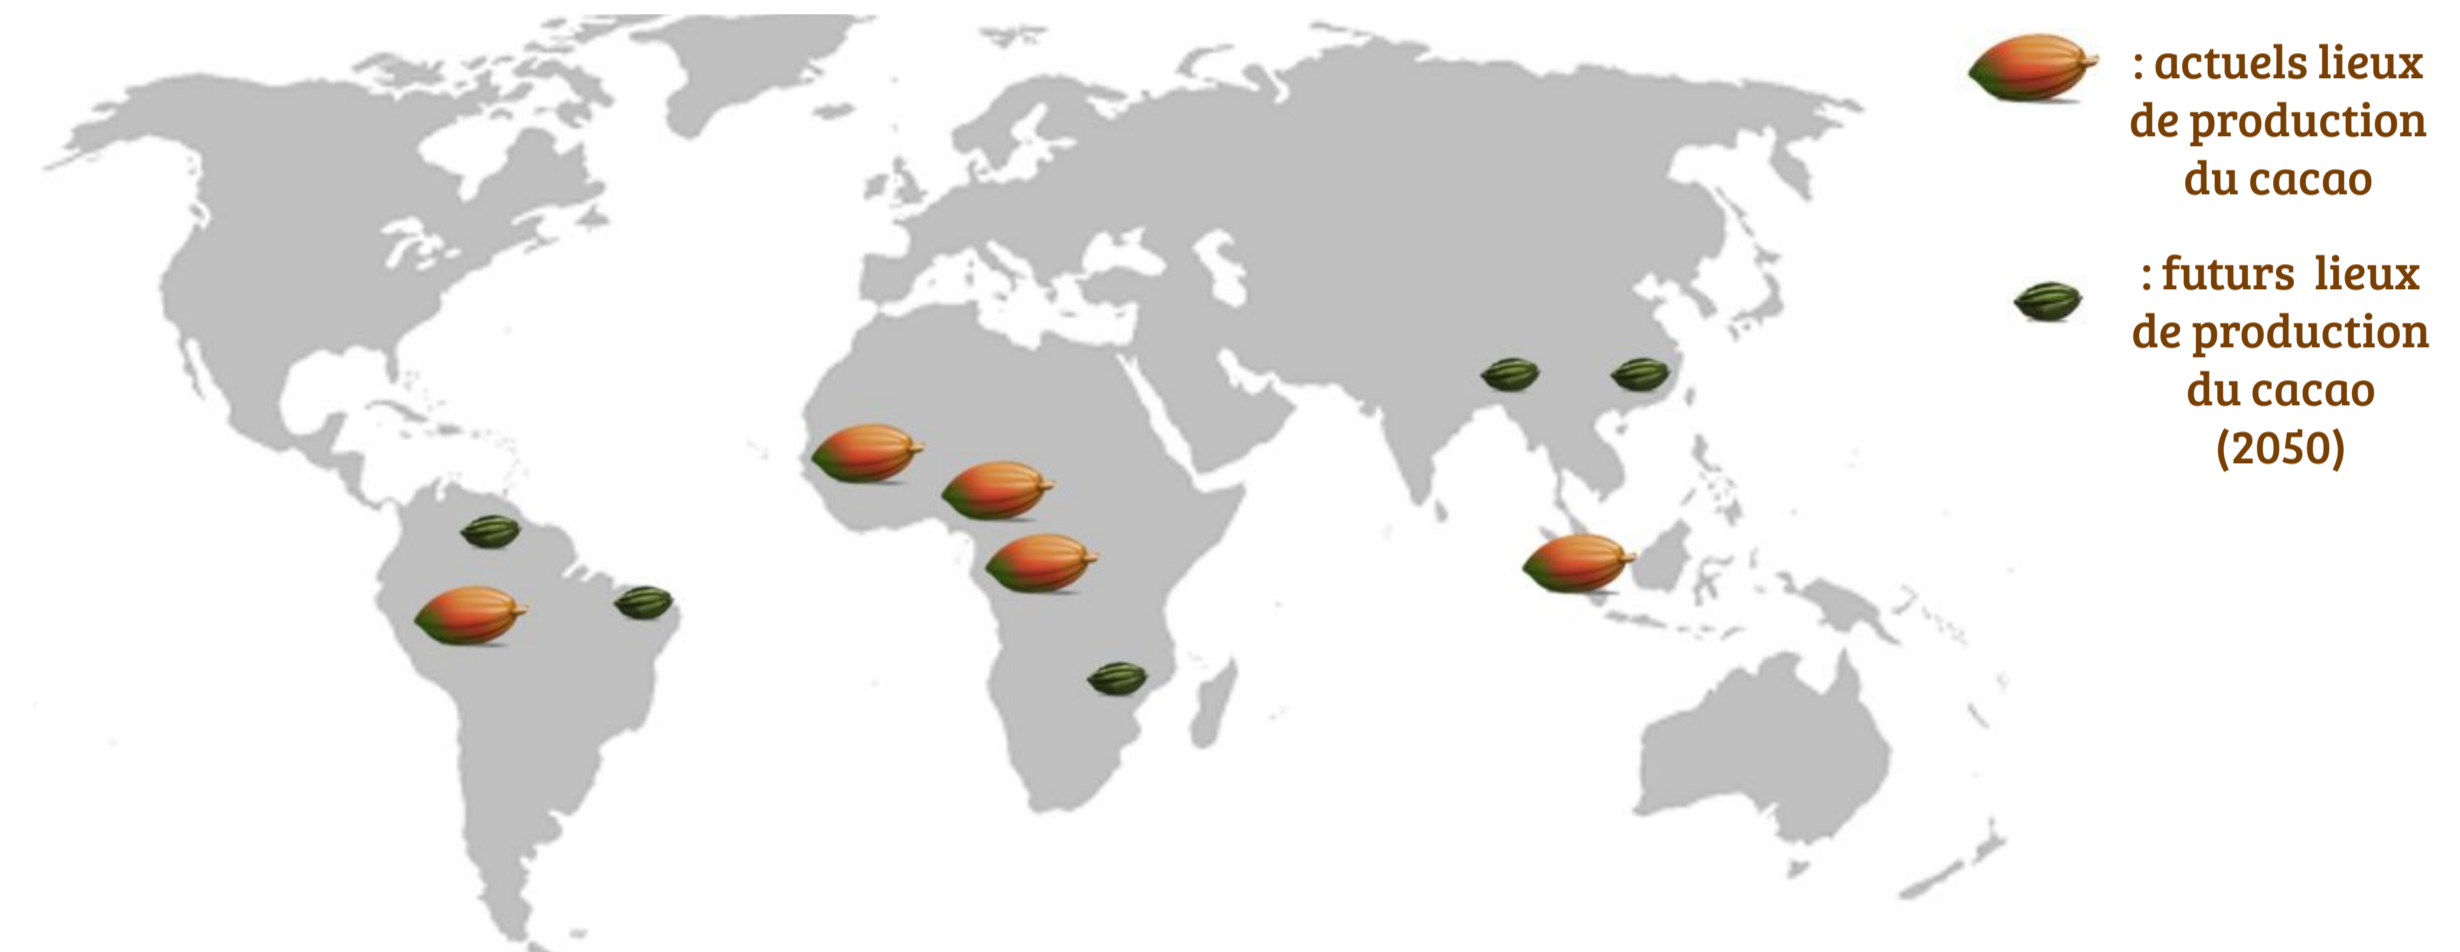 : actuels lieux
de production
du cacao
: futurs lieux
de production
du cacao
(2050)